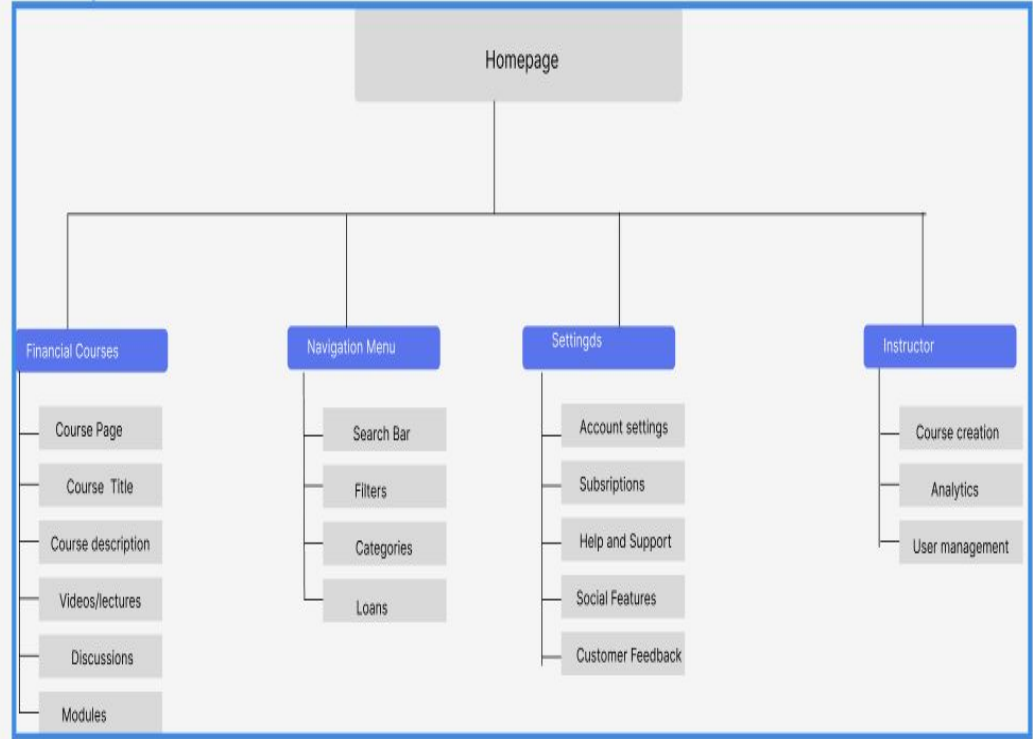 Homepage
Financial Courses
Course Page
Course Title
Course description
Videos/lectures
Discussions
Modules
Navigation Menu
Search Bar
FIlters
Categories
Loans
Settingds
Account settings
Subsriptions
Help and Support
Social Features
Customer Feedback
Instructor
Course creation
Analytics
User management